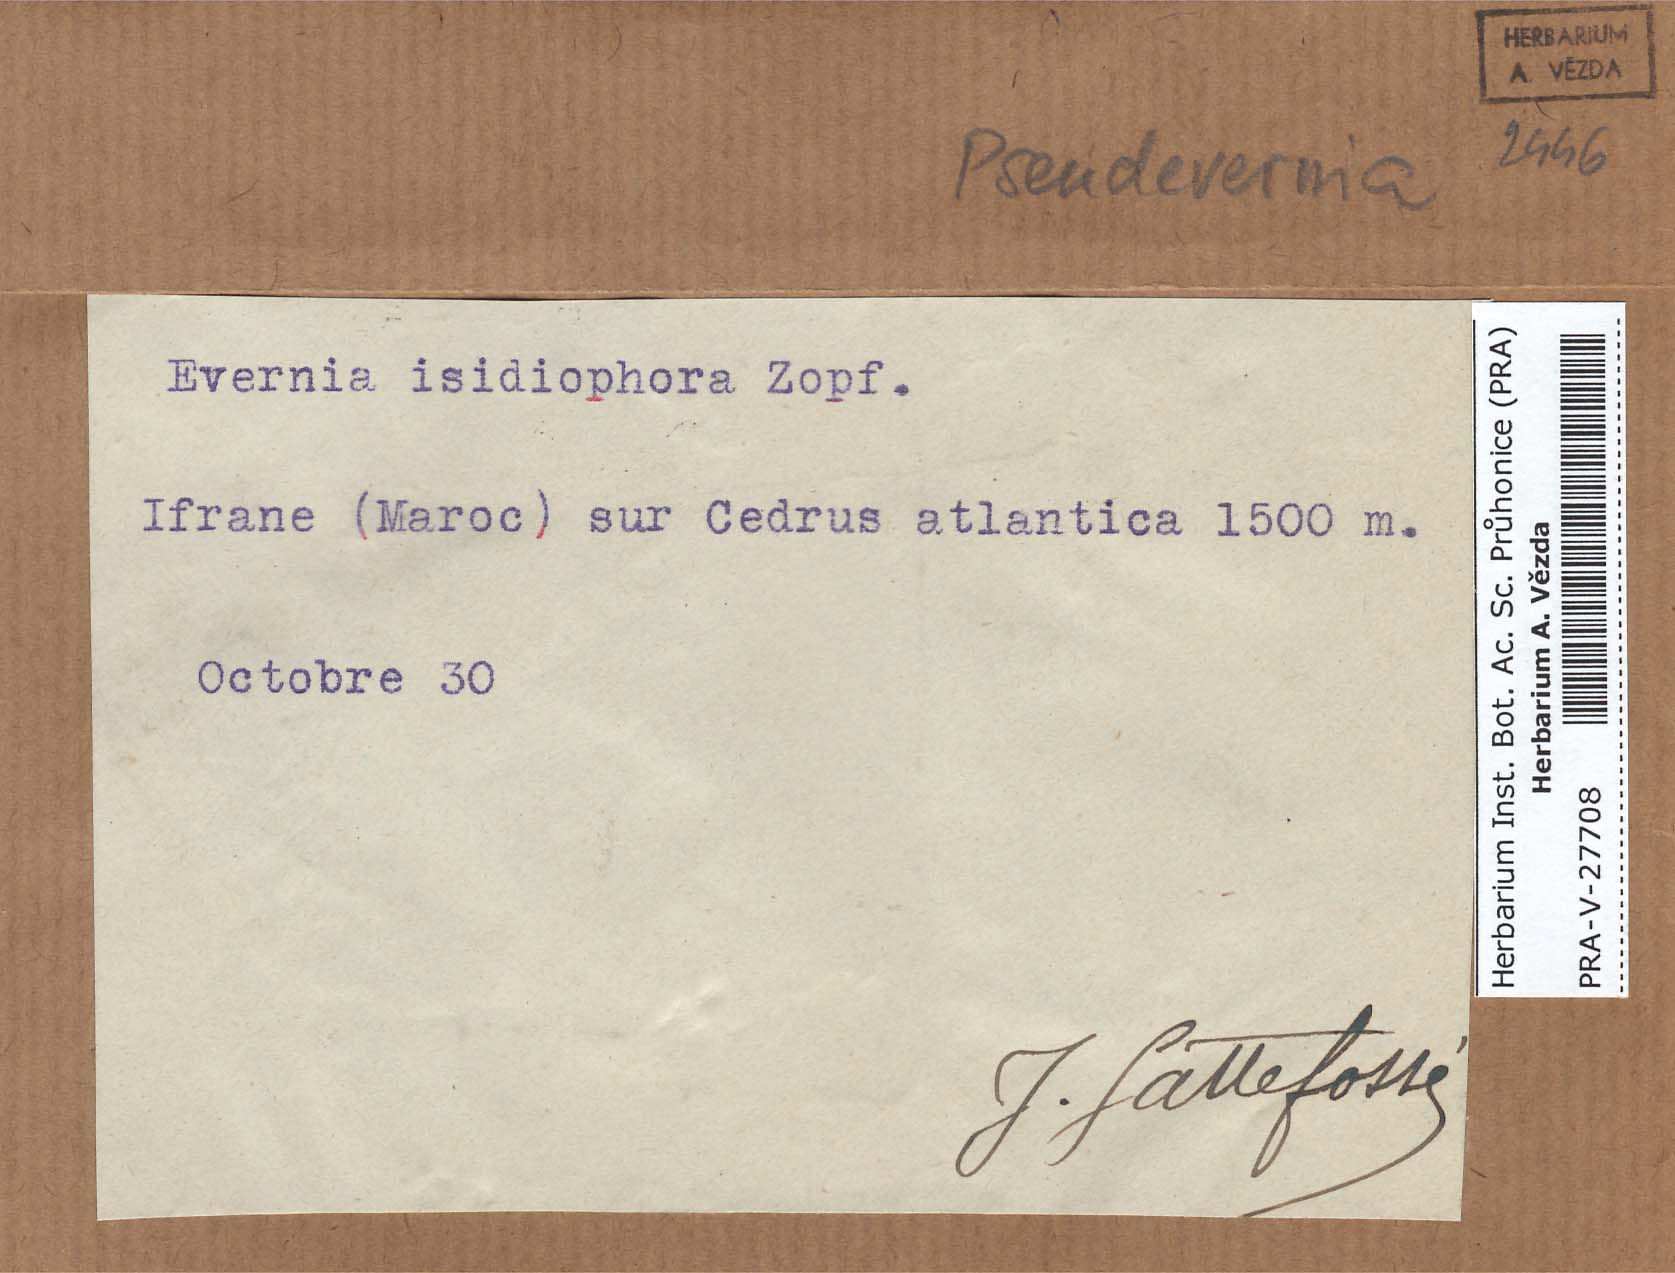 HERBARIUM
A. VĚZDA
2446
Pseudevernia
Evernia isidiophora Zopf.
Ifrane (Maroc) sur Cedrus atlantica 1500 m.
Octobre 30
J. Gattefossé
Herbarium Inst. Bot. Ac. Sc. Průhonice (PRA)
Herbarium A. Vězda
PRA-V-27708